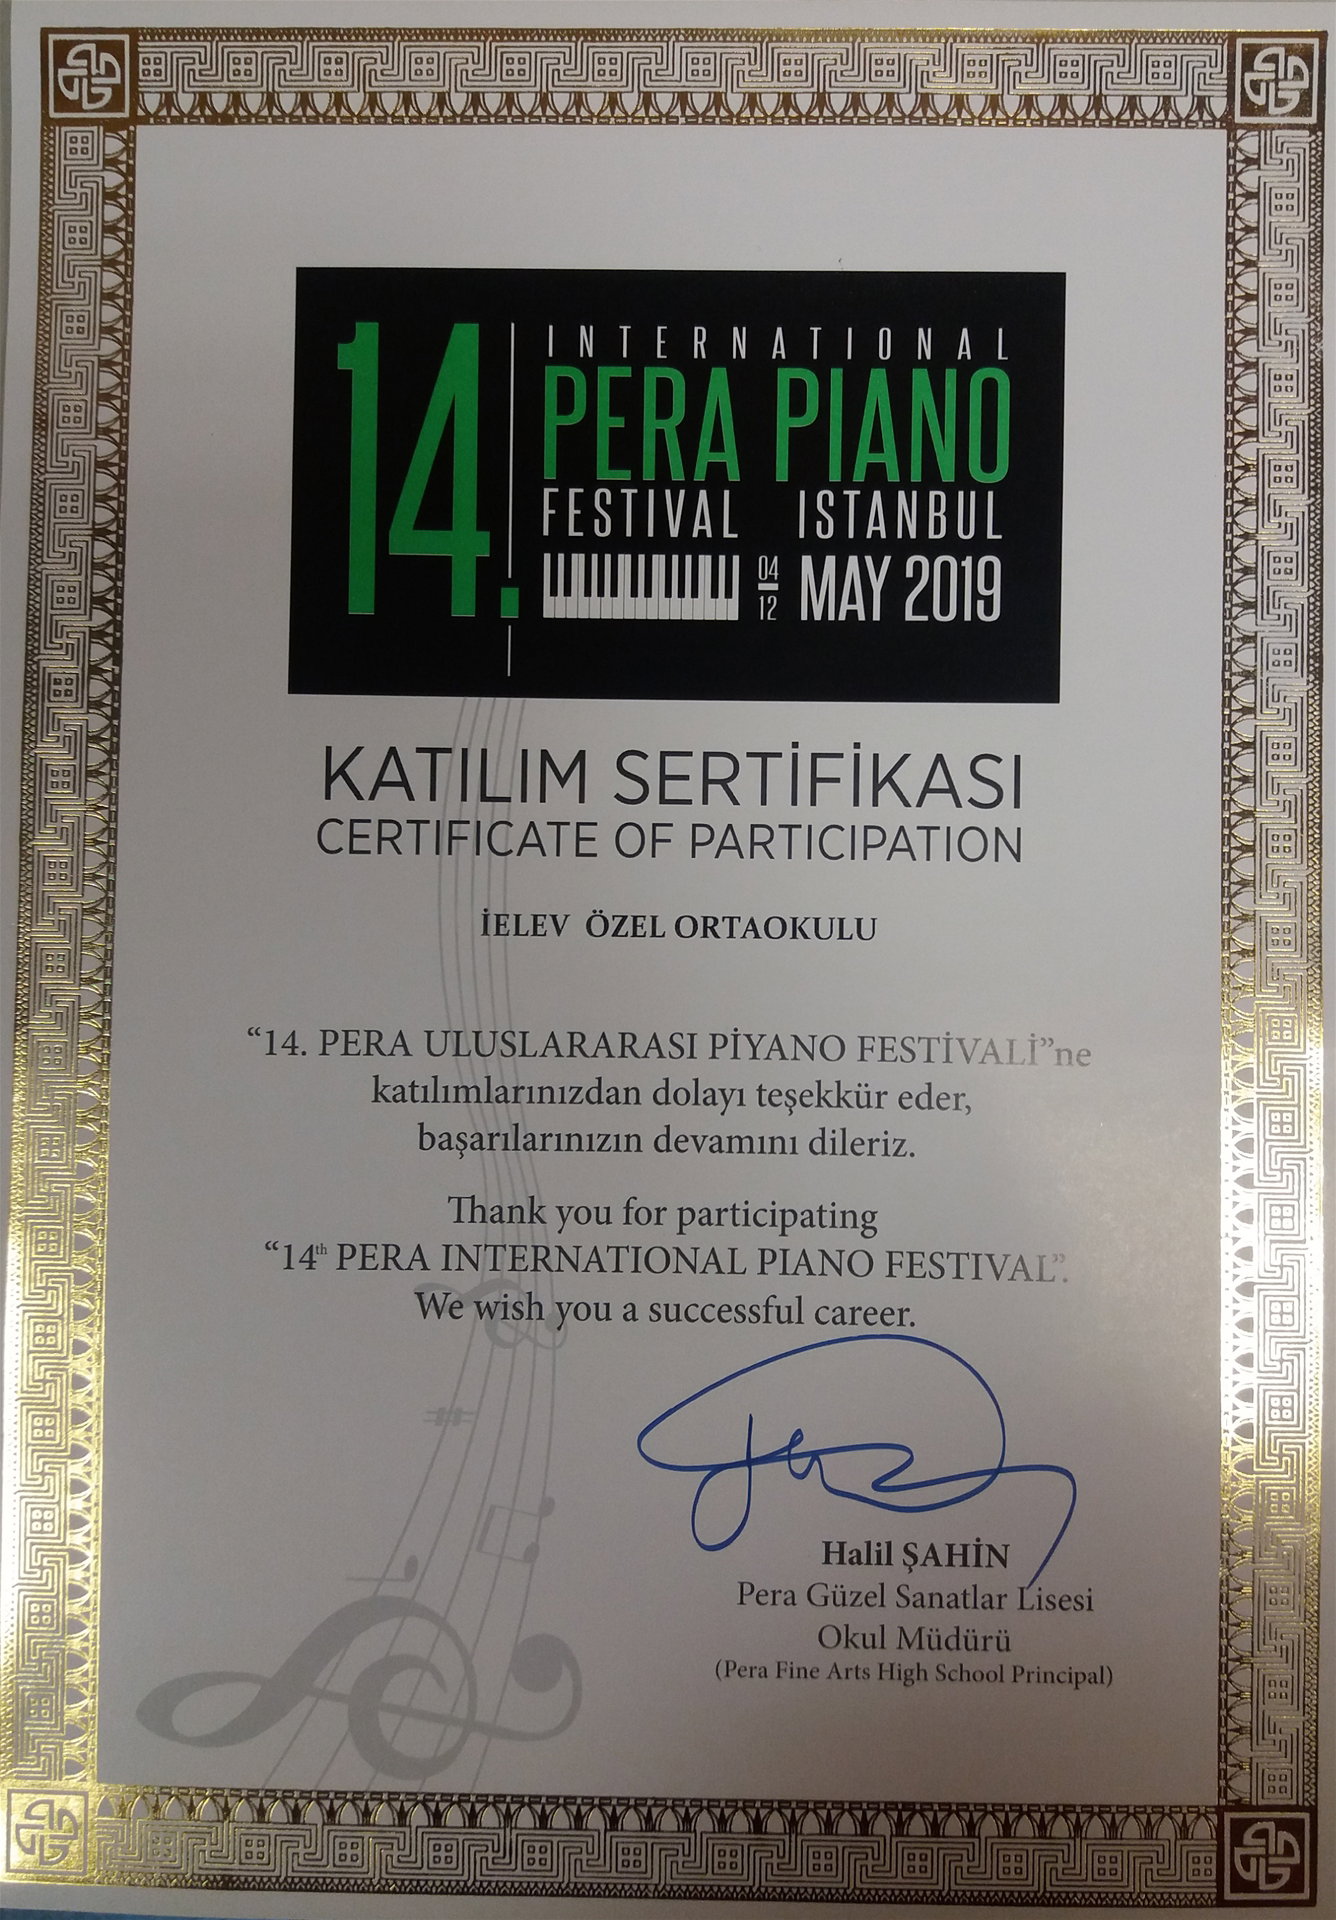 14.
INTERNATIONAL
PERA PIANO
FESTIVAL ISTANBUL
04
12
MAY 2019
KATILIM SERTİFİKASI
CERTIFICATE OF PARTICIPATION
İELEV ÖZEL ORTAOKULU
“14. PERA ULUSLARARASI PİYANO FESTİVALİ”ne
katılımlarınızdan dolayı teşekkür eder,
başarılarınızın devamını dileriz.
Thank you for participating
“14th PERA INTERNATIONAL PIANO FESTIVAL”.
We wish you a successful career.
Halil ŞAHİN
Pera Güzel Sanatlar Lisesi
Okul Müdürü
(Pera Fine Arts High School Principal)